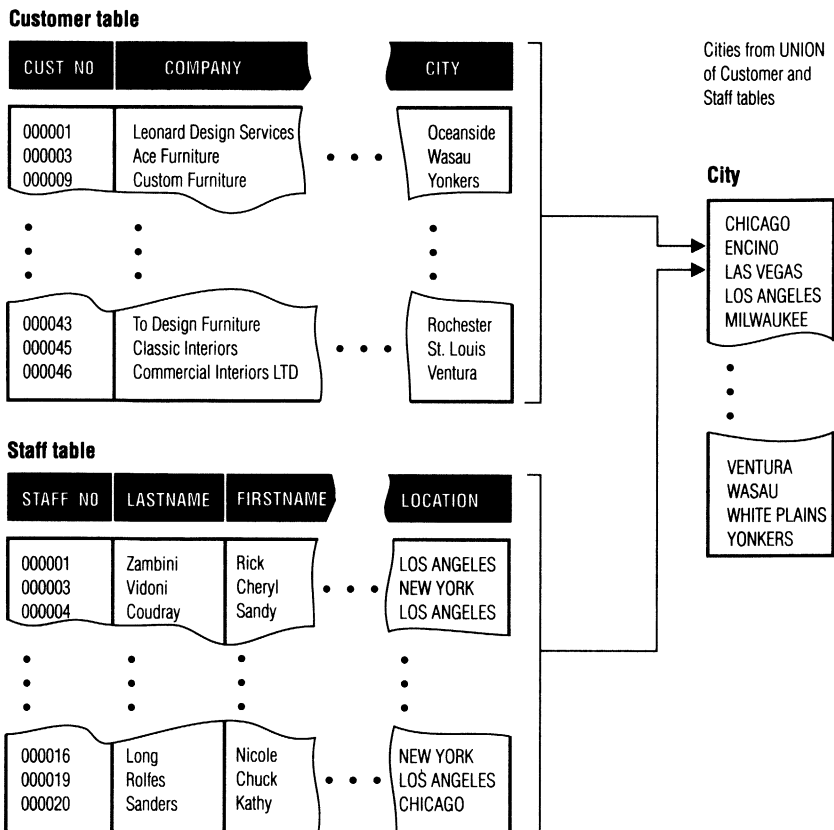 Customer table
CUST NO COMPANY CITY
000001 Leonard Design Services Oceanside
000003 Ace Furniture Wasau
000009 Custom Furniture Yonkers
000043 To Design Furniture Rochester
000045 Classic Interiors St. Louis
000046 Commercial Interiors LTD Ventura
Staff table
STAFF NO LASTNAME FIRSTNAME LOCATION
000001 Zambini Rick LOS ANGELES
000003 Vidoni Cheryl NEW YORK
000004 Coudray Sandy LOS ANGELES
000016 Long Nicole NEW YORK
000019 Rolfes Chuck LOS ANGELES
000020 Sanders Kathy CHICAGO
Cities from UNION
of Customer and
Staff tables
City
CHICAGO
ENCINO
LAS VEGAS
LOS ANGELES
MILWAUKEE
VENTURA
WASAU
WHITE PLAINS
YONKERS